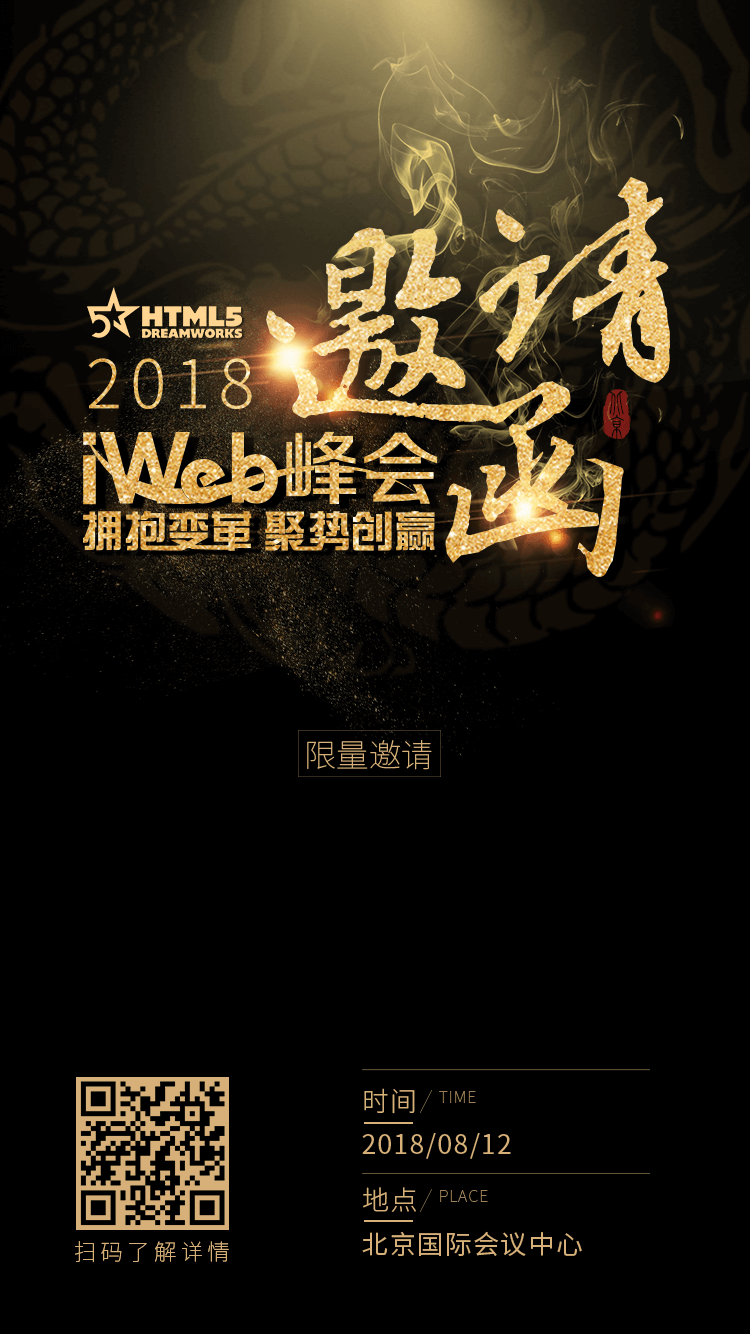 邀请函
北京
HTML5
DREAMWORKS
2018
iWeb峰会
拥抱变革 聚势创赢
限量邀请
时间 / TIME
2018/08/12
地点 / PLACE
北京国际会议中心
扫码了解详情